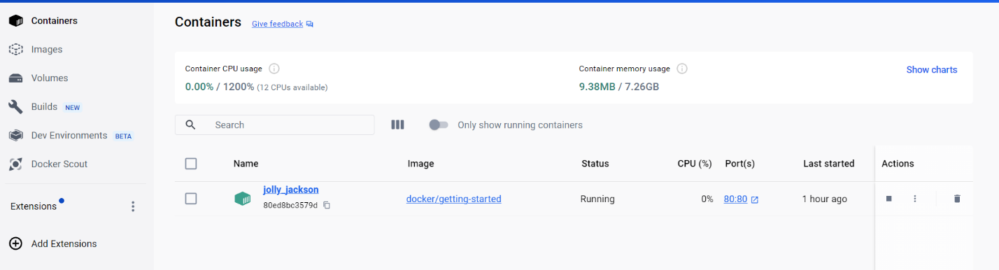 Containers
Images
Volumes
Builds NEW
Dev Environments BETA
Docker Scout
Extensions
Add Extensions
Containers Give feedback
Container CPU usage
0.00% / 1200% (12 CPUs available)
Container memory usage
9.38MB / 7.26GB
Show charts
Search
Only show running containers
Name Image Status CPU (%) Port(s) Last started Actions
jolly_jackson
80ed8bc3579d
docker/getting-started Running 0% 80:80 1 hour ago